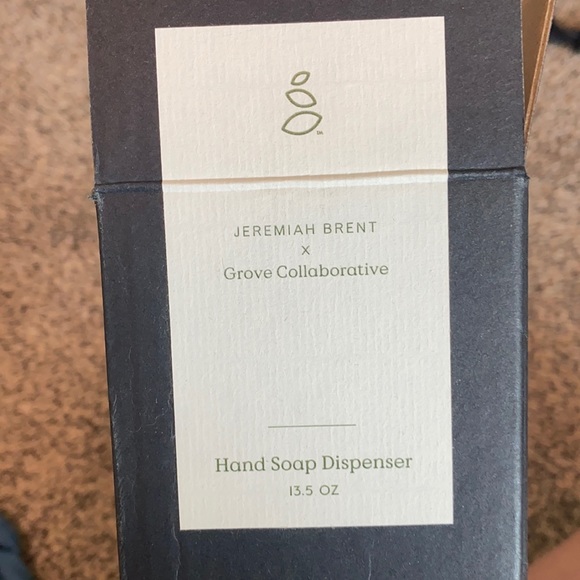 JEREMIAH BRENT
x
Grove Collaborative
Hand Soap Dispenser
13.5 OZ